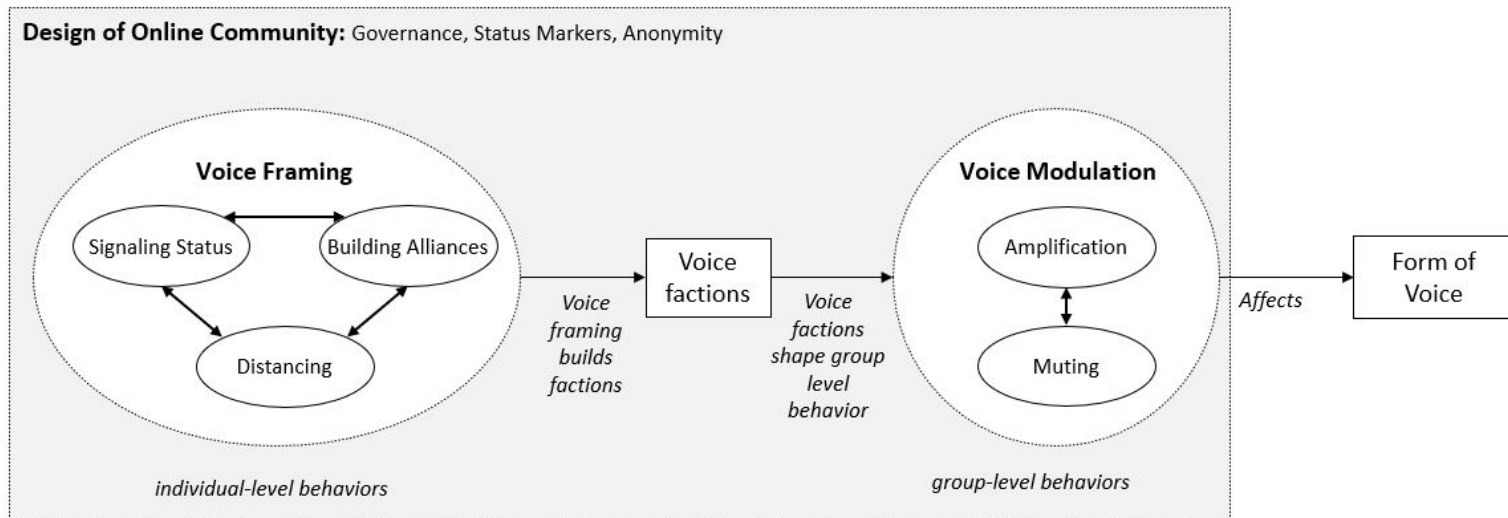 Design of Online Community: Governance, Status Markers, Anonymity
Voice Framing
Signaling Status
Building Alliances
Distancing
individual-level behaviors
Voice
framing
builds
factions
Voice
factions
Voice
factions
shape group
level
behavior
Voice Modulation
Amplification
Muting
group-level behaviors
Affects
Form of
Voice